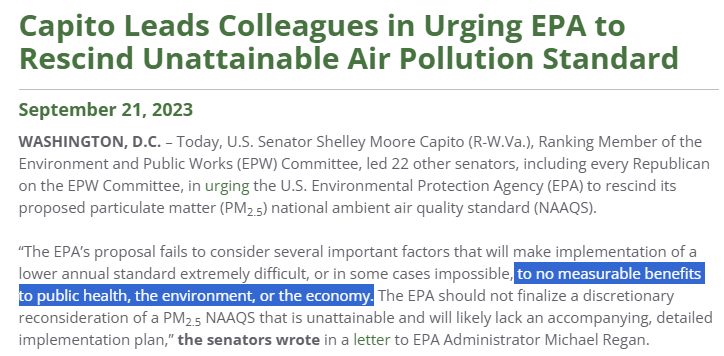 Capito Leads Colleagues in Urging EPA to
Rescind Unattainable Air Pollution Standard
September 21, 2023
WASHINGTON, D.C. – Today, U.S. Senator Shelley Moore Capito (R-W.Va.), Ranking Member of the
Environment and Public Works (EPW) Committee, led 22 other senators, including every Republican
on the EPW Committee, in urging the U.S. Environmental Protection Agency (EPA) to rescind its
proposed particulate matter (PM2.5) national ambient air quality standard (NAAQS).
“The EPA’s proposal fails to consider several important factors that will make implementation of a
lower annual standard extremely difficult, or in some cases impossible, to no measurable benefits
to public health, the environment, or the economy. The EPA should not finalize a discretionary
reconsideration of a PM2.5 NAAQS that is unattainable and will likely lack an accompanying, detailed
implementation plan,” the senators wrote in a letter to EPA Administrator Michael Regan.